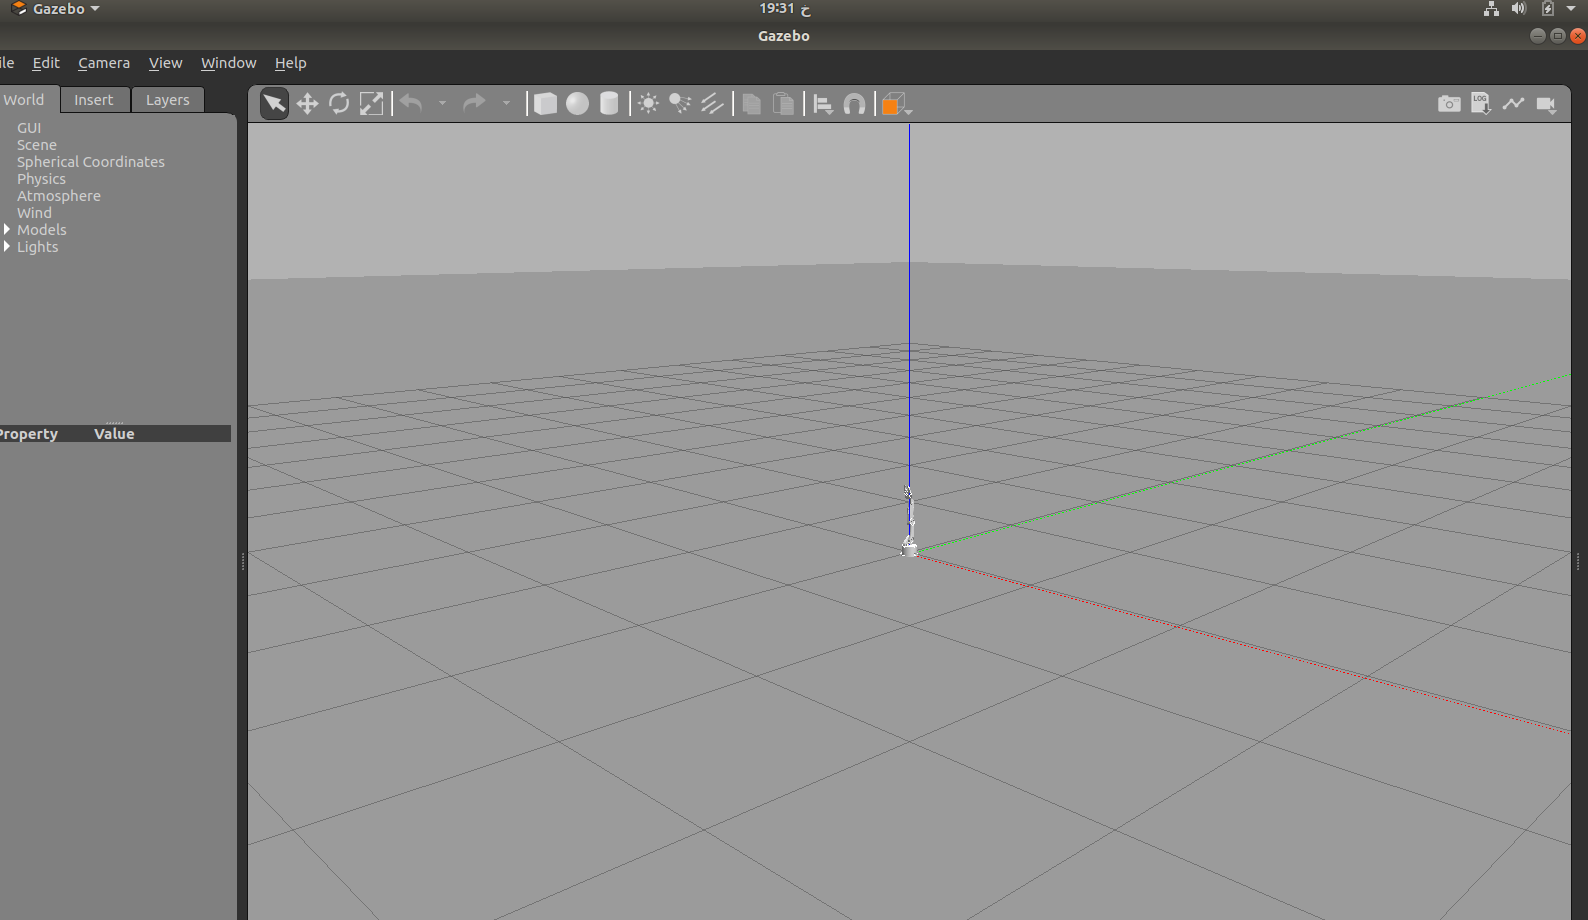 Gazebo
19:31 خ
Gazebo
ile Edit Camera View Window Help
World Insert Layers
LOG
GUI
Scene
Spherical Coordinates
Physics
Atmosphere
Wind
Models
Lights
Property Value